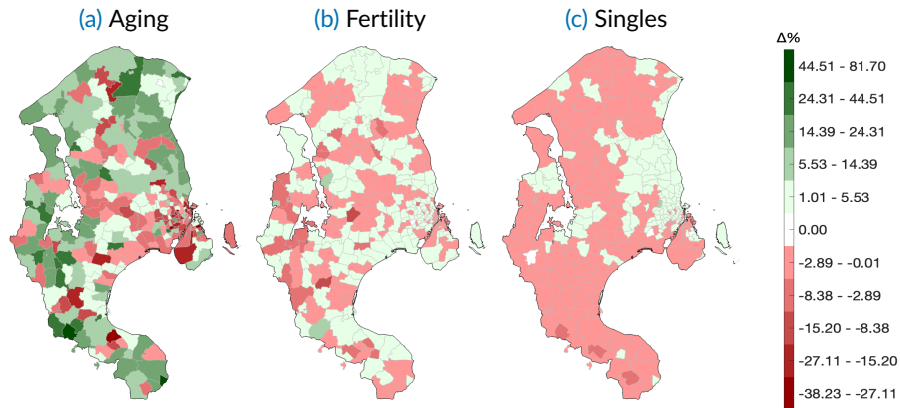 (a) Aging
(b) Fertility
(c) Singles
Δ%
44.51 - 81.70
24.31 - 44.51
14.39 - 24.31
5.53 - 14.39
1.01 - 5.53
0.00
-2.89 - -0.01
-8.38 - -2.89
-15.20 - -8.38
-27.11 - -15.20
-38.23 - -27.11